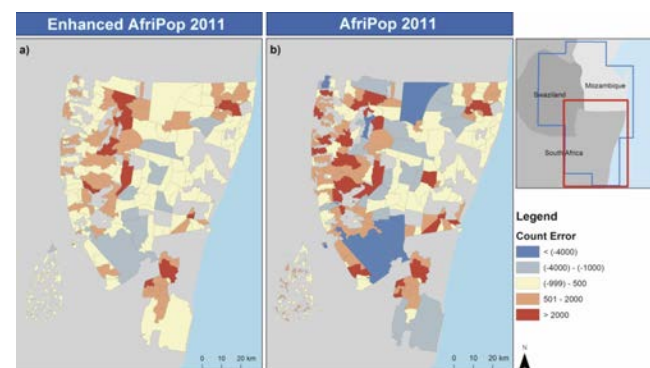 Enhanced AfriPop 2011
AfriPop 2011
a)
b)
Mozambique
Swaziland
South Africa
Legend
Count Error
< (-4000)
(-4000) - (-1000)
(-999) - 500
501 - 2000
> 2000
N
0 10 20 km
0 10 20 km